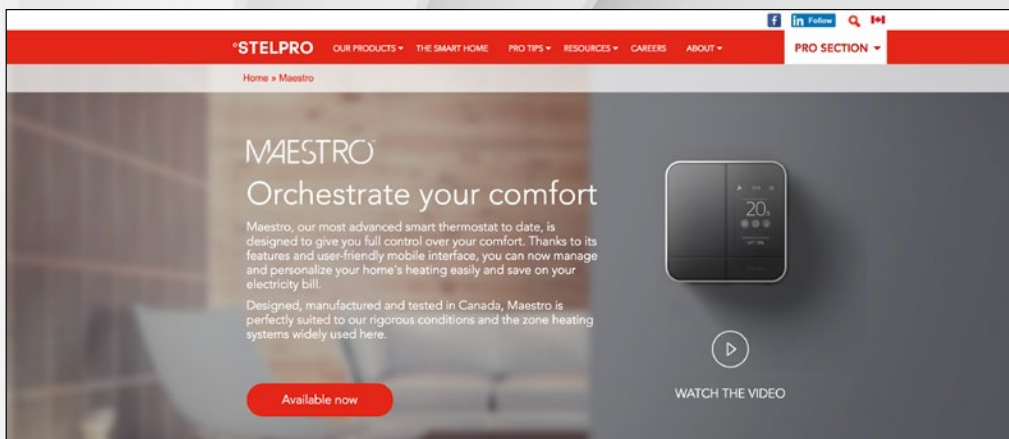 f in Follow
°STELPRO OUR PRODUCTS THE SMART HOME PRO TIPS RESOURCES CAREERS ABOUT PRO SECTION
Home » Maestro
MAESTRO
Orchestrate your comfort
Maestro, our most advanced smart thermostat to date, is
designed to give you full control over your comfort. Thanks to its
features and user-friendly mobile interface, you can now manage
and personalize your home's heating easily and save on your
electricity bill.
Designed, manufactured and tested in Canada, Maestro is
perfectly suited to our rigorous conditions and the zone heating
systems widely used here.
Available now
20.
WATCH THE VIDEO